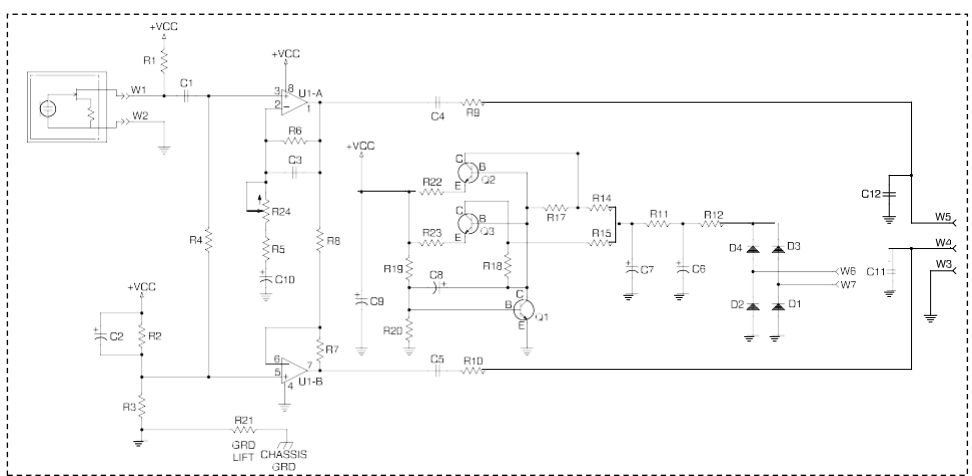 +VCC
R1
W1
C1
W2
+VCC
8
3
+
U1-A
2
−
1
R6
C3
R24
R4
R5
C10
R8
C4
R9
+VCC
C
B
Q2
R22
E
C
B
Q3
R23
E
R17
R14
R15
R11
R12
R19
R18
C8
+
C9
+
R20
B
C
E
Q1
C7
+
C6
+
D4
D3
W6
W7
D2
D1
C12
W5
W4
C11
W3
+VCC
C2
+
R2
R3
6
7
5
+
U1-B
4
R7
C5
R10
R21
GRD
LIFT
CHASSIS
GRD